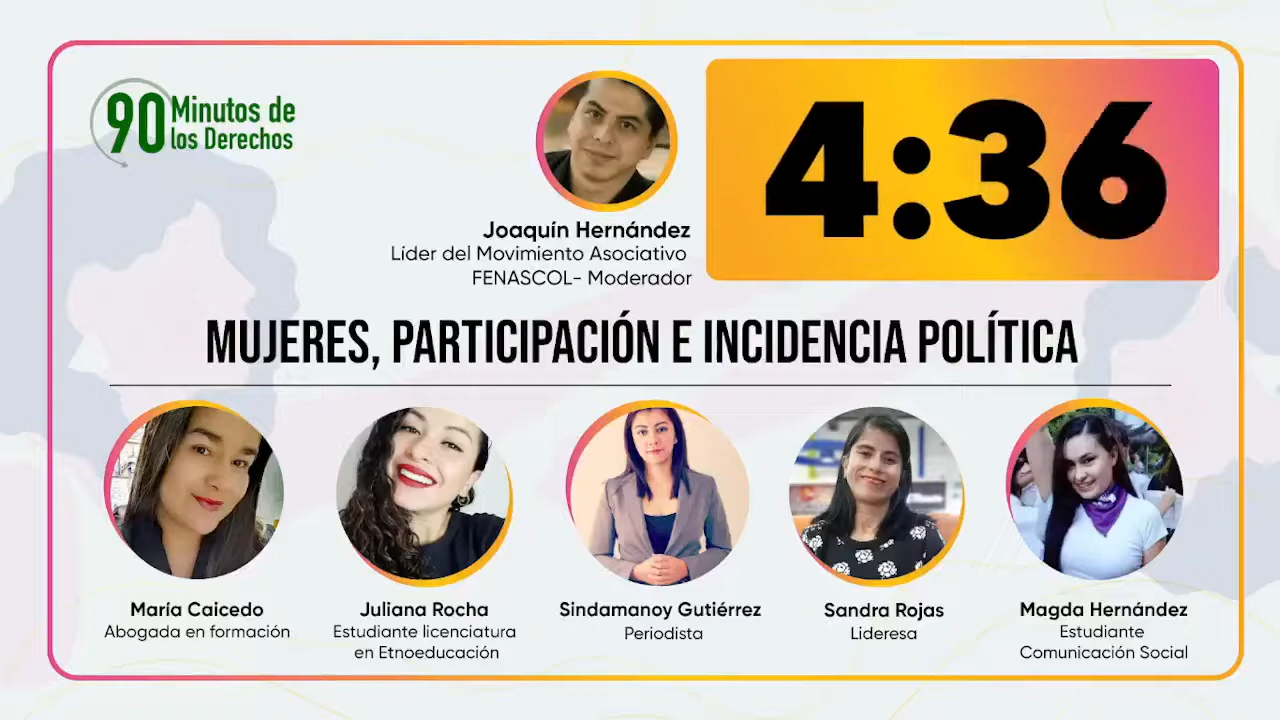 90 Minutos de
los Derechos
4:36
Joaquín Hernández
Líder del Movimiento Asociativo
FENASCOL- Moderador
MUJERES, PARTICIPACIÓN E INCIDENCIA POLÍTICA
María Caicedo
Abogada en formación
Juliana Rocha
Estudiante licenciatura
en Etnoeducación
Sindamanoy Gutiérrez
Periodista
Sandra Rojas
Lideresa
Magda Hernández
Estudiante
Comunicación Social